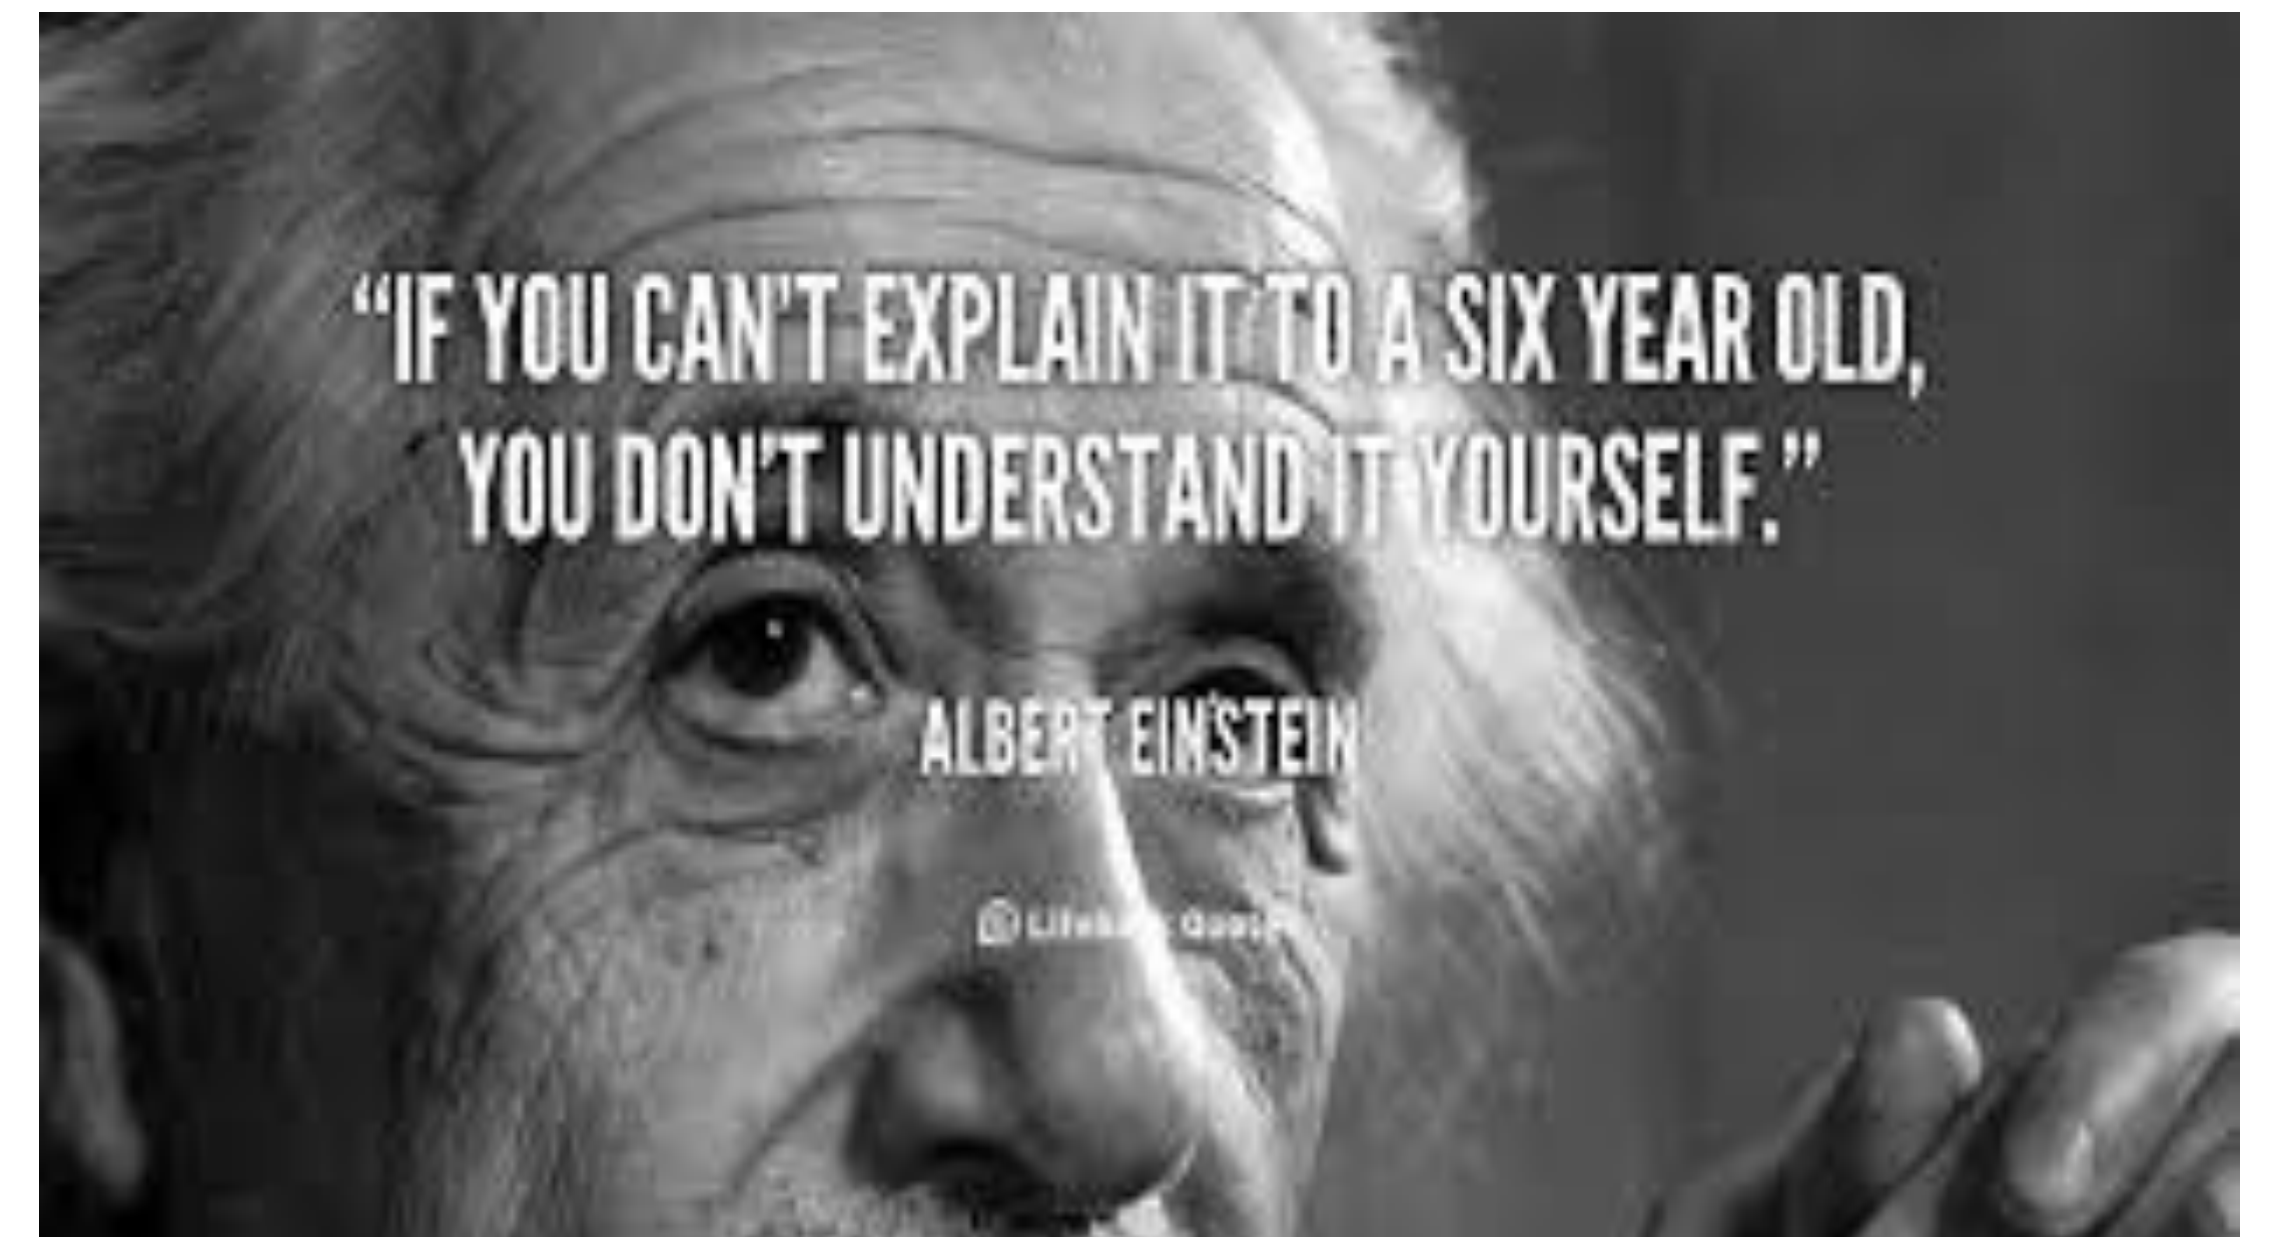 “IF YOU CAN'T EXPLAIN IT TO A SIX YEAR OLD,
YOU DON'T UNDERSTAND IT YOURSELF.”
ALBERT EINSTEIN